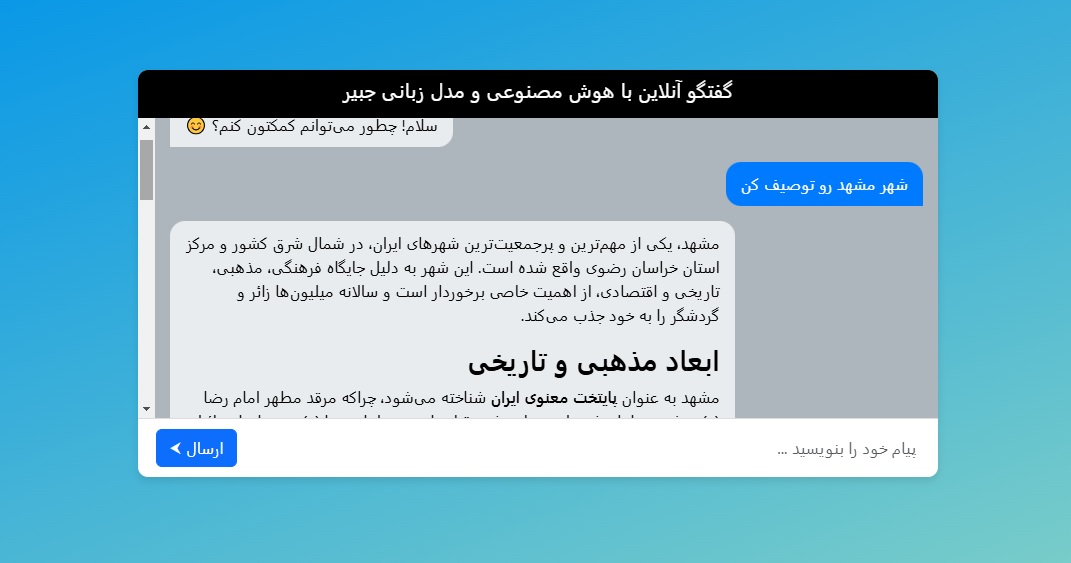 گفتگو آنلاین با هوش مصنوعی و مدل زبانی جبیر
سلام! چطور می‌توانم کمکتون کنم؟ 😊
شهر مشهد رو توصیف کن
مشهد، یکی از مهم‌ترین و پرجمعیت‌ترین شهرهای ایران، در شمال شرق کشور و مرکز
استان خراسان رضوی واقع شده است. این شهر به دلیل جایگاه فرهنگی، مذهبی،
تاریخی و اقتصادی، از اهمیت خاصی برخوردار است و سالانه میلیون‌ها زائر و
گردشگر را به خود جذب می‌کند.
ابعاد مذهبی و تاریخی
مشهد به عنوان پایتخت معنوی ایران شناخته می‌شود، چراکه مرقد مطهر امام رضا
پیام خود را بنویسید ...
ارسال